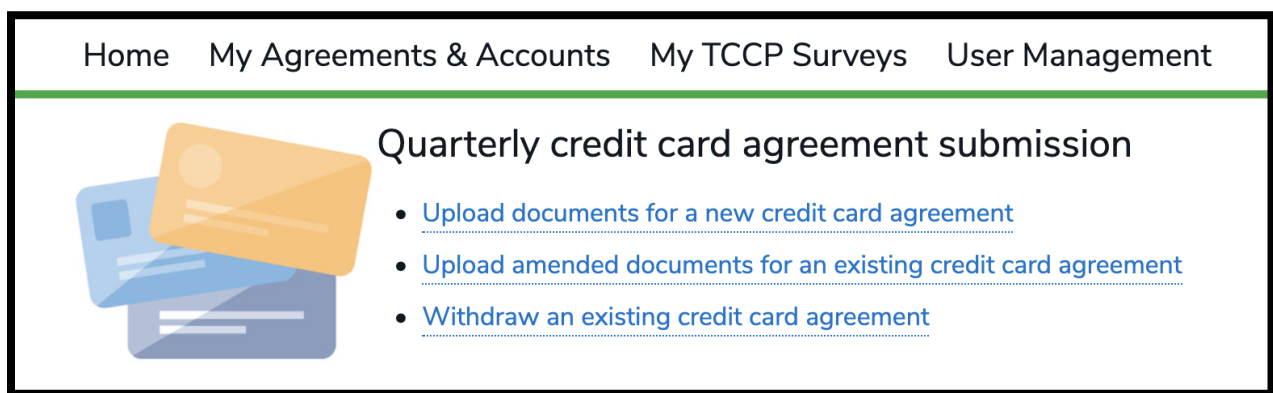 Home My Agreements & Accounts My TCCP Surveys User Management
Quarterly credit card agreement submission
• Upload documents for a new credit card agreement
• Upload amended documents for an existing credit card agreement
• Withdraw an existing credit card agreement